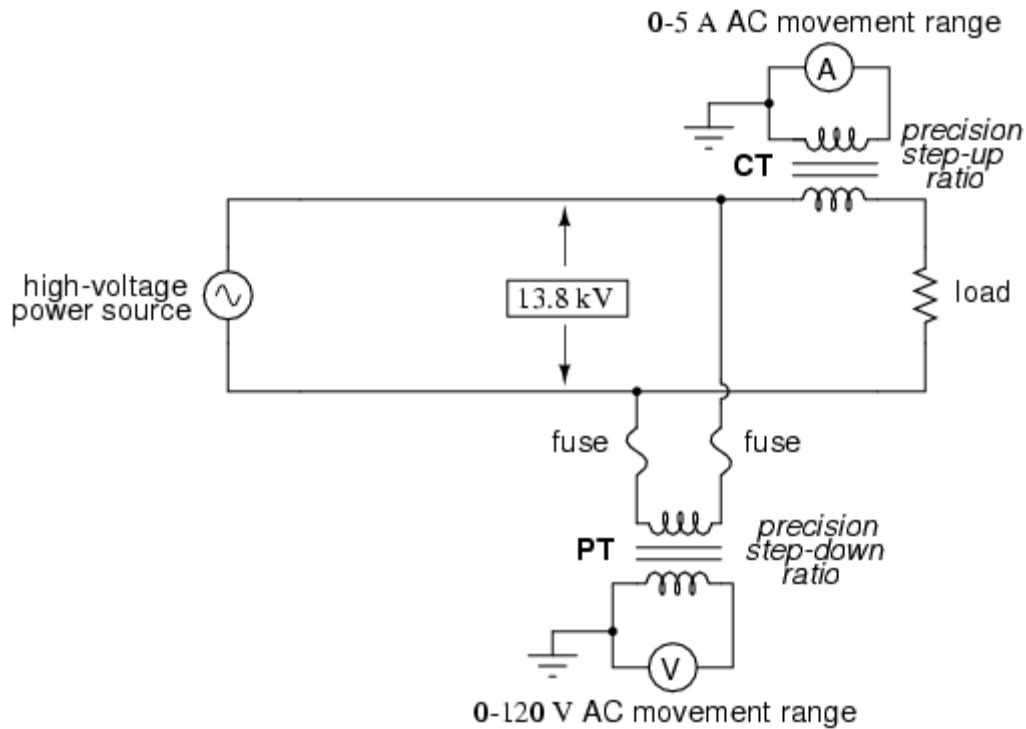 0-5 A AC movement range
A
precision
step-up
ratio
CT
high-voltage
power source
13.8 kV
load
fuse
fuse
PT
precision
step-down
ratio
V
0-120 V AC movement range